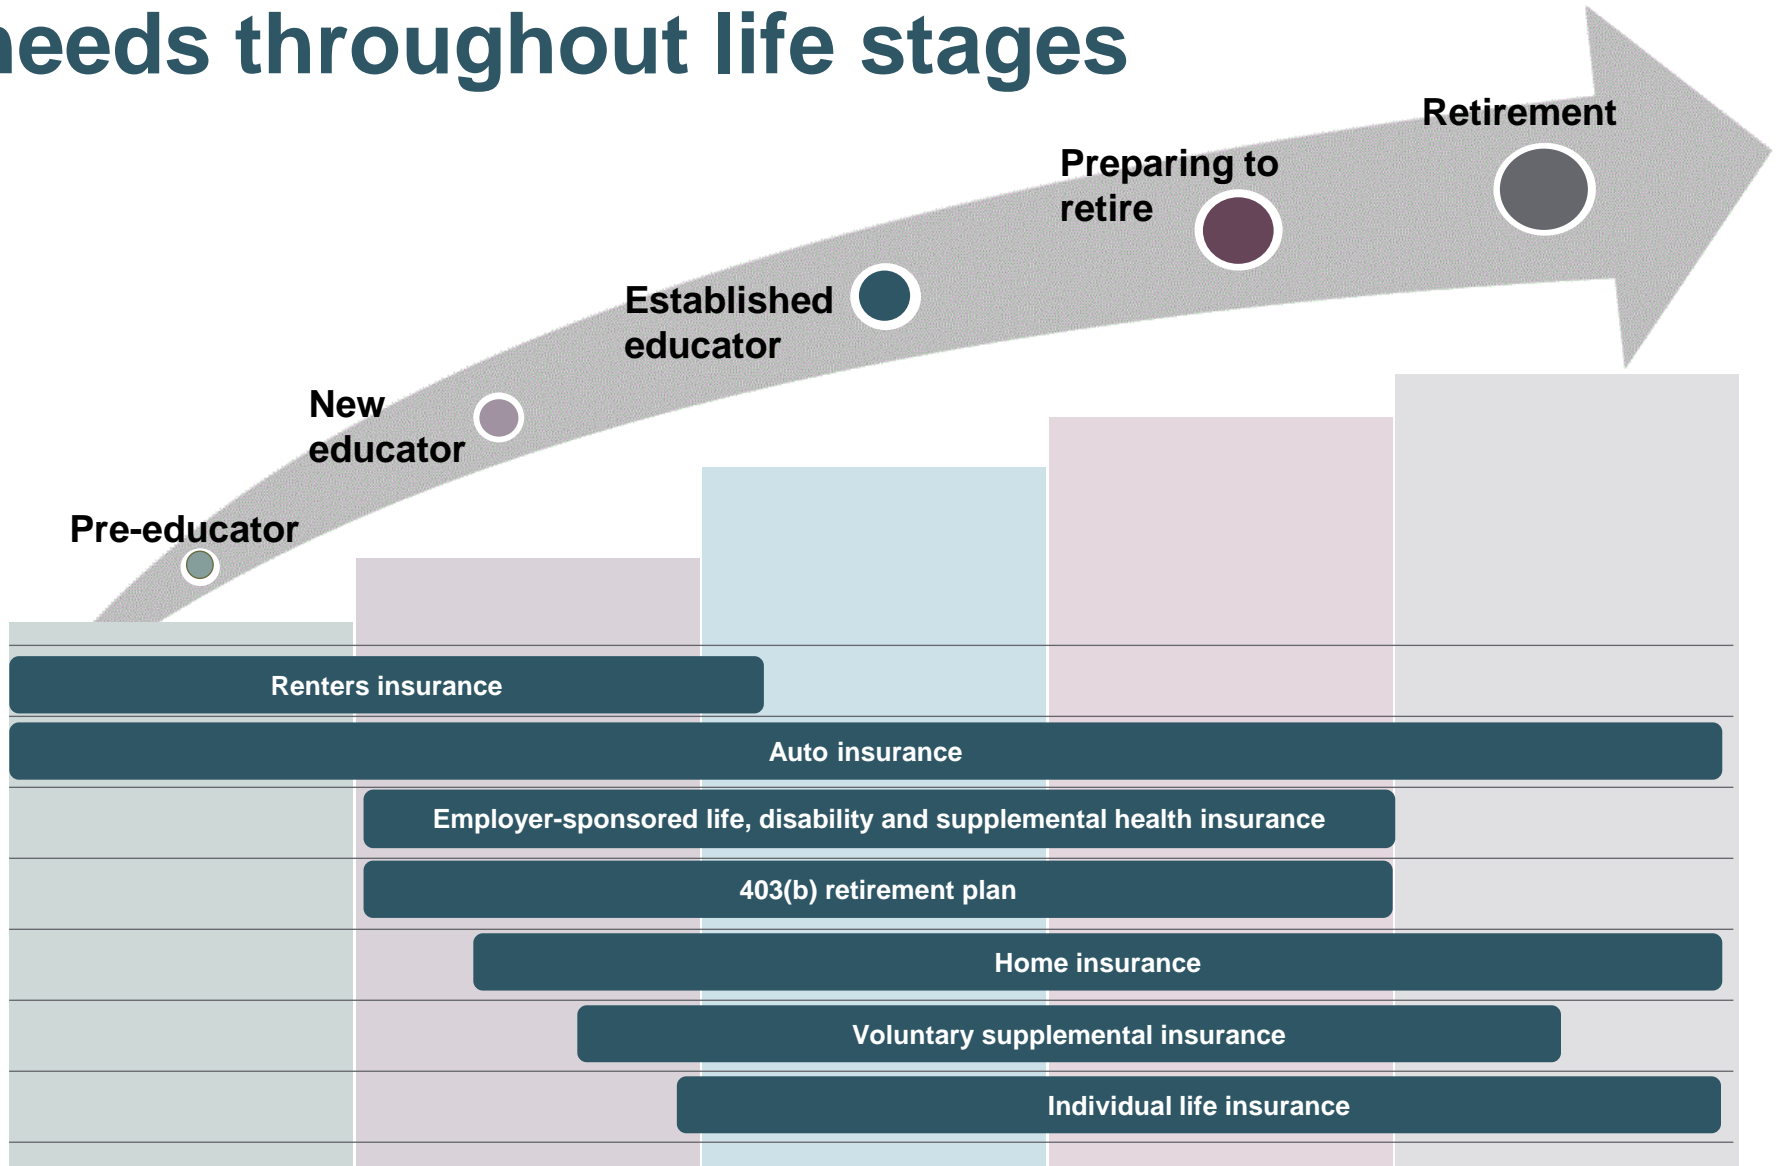 needs throughout life stages
Retirement
Preparing to
retire
Established
educator
New
educator
Pre-educator
Renters insurance
Auto insurance
Employer-sponsored life, disability and supplemental health insurance
403(b) retirement plan
Home insurance
Voluntary supplemental insurance
Individual life insurance